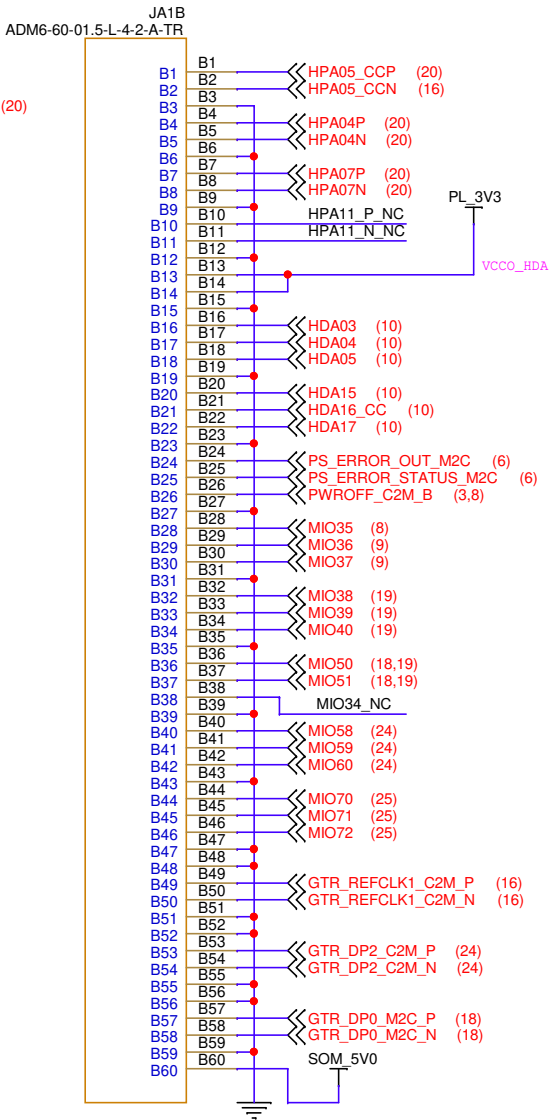 JA1B
ADM6-60-01.5-L-4-2-A-TR
(20)
B1 B1 HPA05_CCP (20)
B2 B2 HPA05_CCN (16)
B3 B3
B4 B4 HPA04P (20)
B5 B5 HPA04N (20)
B6 B6
B7 B7 HPA07P (20)
B8 B8 HPA07N (20)
B9 B9 PL_3V3
B10 B10 HPA11_P_NC
B11 B11 HPA11_N_NC
B12 B12
B13 B13 VCCO_HDA
B14 B14
B15 B15
B16 B16 HDA03 (10)
B17 B17 HDA04 (10)
B18 B18 HDA05 (10)
B19 B19
B20 B20 HDA15 (10)
B21 B21 HDA16_CC (10)
B22 B22 HDA17 (10)
B23 B23
B24 B24 PS_ERROR_OUT_M2C (6)
B25 B25 PS_ERROR_STATUS_M2C (6)
B26 B26 PWROFF_C2M_B (3,8)
B27 B27
B28 B28 MIO35 (8)
B29 B29 MIO36 (9)
B30 B30 MIO37 (9)
B31 B31
B32 B32 MIO38 (19)
B33 B33 MIO39 (19)
B34 B34 MIO40 (19)
B35 B35
B36 B36 MIO50 (18,19)
B37 B37 MIO51 (18,19)
B38 B38 MIO34_NC
B39 B39
B40 B40 MIO58 (24)
B41 B41 MIO59 (24)
B42 B42 MIO60 (24)
B43 B43
B44 B44 MIO70 (25)
B45 B45 MIO71 (25)
B46 B46 MIO72 (25)
B47 B47
B48 B48
B49 B49 GTR_REFCLK1_C2M_P (16)
B50 B50 GTR_REFCLK1_C2M_N (16)
B51 B51
B52 B52
B53 B53 GTR_DP2_C2M_P (24)
B54 B54 GTR_DP2_C2M_N (24)
B55 B55
B56 B56
B57 B57 GTR_DP0_M2C_P (18)
B58 B58 GTR_DP0_M2C_N (18)
B59 B59
B60 B60 SOM_5V0